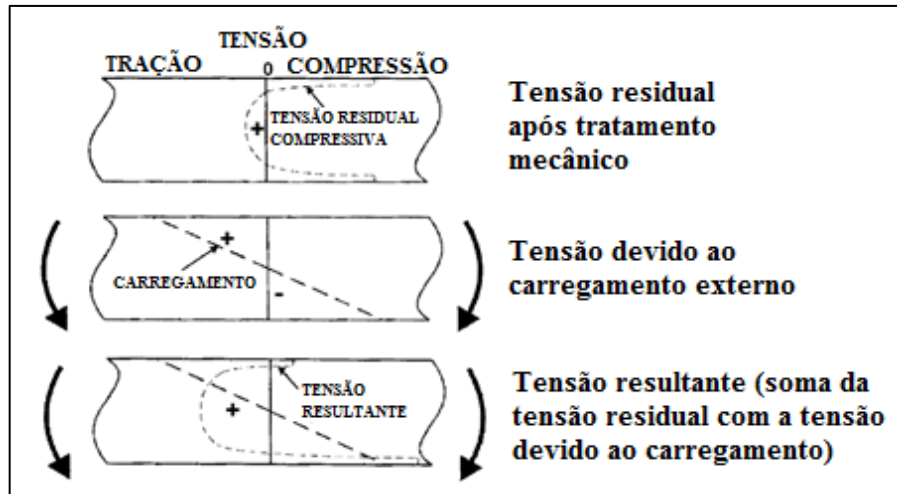 TENSÃO
TRAÇÃO 0 COMPRESSÃO
+ TENSÃO RESIDUAL
COMPRESSIVA
Tensão residual
após tratamento
mecânico
+
CARREGAMENTO
-
Tensão devido ao
carregamento externo
+ TENSÃO
RESULTANTE
Tensão resultante (soma da
tensão residual com a tensão
devido ao carregamento)